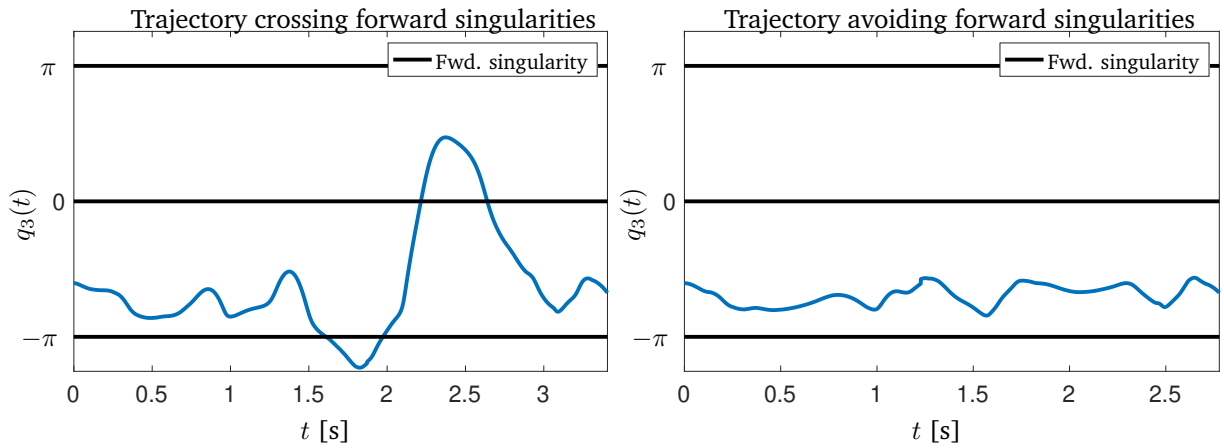 Trajectory crossing forward singularities
Fwd. singularity
π
0
−π
q₃(t)
0 0.5 1 1.5 2 2.5 3
t [s]
Trajectory avoiding forward singularities
Fwd. singularity
π
0
−π
q₃(t)
0 0.5 1 1.5 2 2.5
t [s]